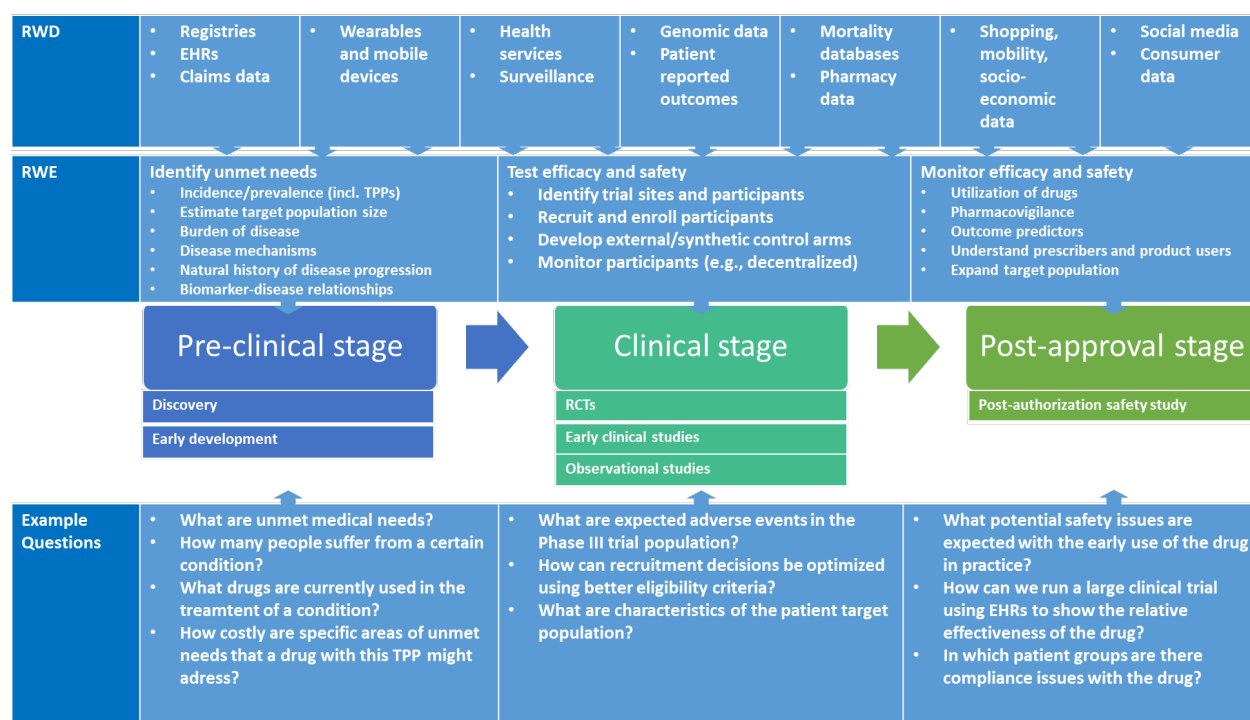 RWD
• Registries
• EHRs
• Claims data
• Wearables
and mobile
devices
• Health
services
• Surveillance
• Genomic data
• Patient
reported
outcomes
• Mortality
databases
• Pharmacy
data
• Shopping,
mobility,
socio-
economic
data
• Social media
• Consumer
data
RWE
Identify unmet needs
• Incidence/prevalence (incl. TPPs)
• Estimate target population size
• Burden of disease
• Disease mechanisms
• Natural history of disease progression
• Biomarker-disease relationships
Test efficacy and safety
• Identify trial sites and participants
• Recruit and enroll participants
• Develop external/synthetic control arms
• Monitor participants (e.g., decentralized)
Monitor efficacy and safety
• Utilization of drugs
• Pharmacovigilance
• Outcome predictors
• Understand prescribers and product users
• Expand target population
Pre-clinical stage
Discovery
Early development
Clinical stage
RCTs
Early clinical studies
Observational studies
Post-approval stage
Post-authorization safety study
Example
Questions
• What are unmet medical needs?
• How many people suffer from a certain
condition?
• What drugs are currently used in the
treamtent of a condition?
• How costly are specific areas of unmet
needs that a drug with this TPP might
adress?
• What are expected adverse events in the
Phase III trial population?
• How can recruitment decisions be optimized
using better eligibility criteria?
• What are characteristics of the patient target
population?
• What potential safety issues are
expected with the early use of the drug
in practice?
• How can we run a large clinical trial
using EHRs to show the relative
effectiveness of the drug?
• In which patient groups are there
compliance issues with the drug?